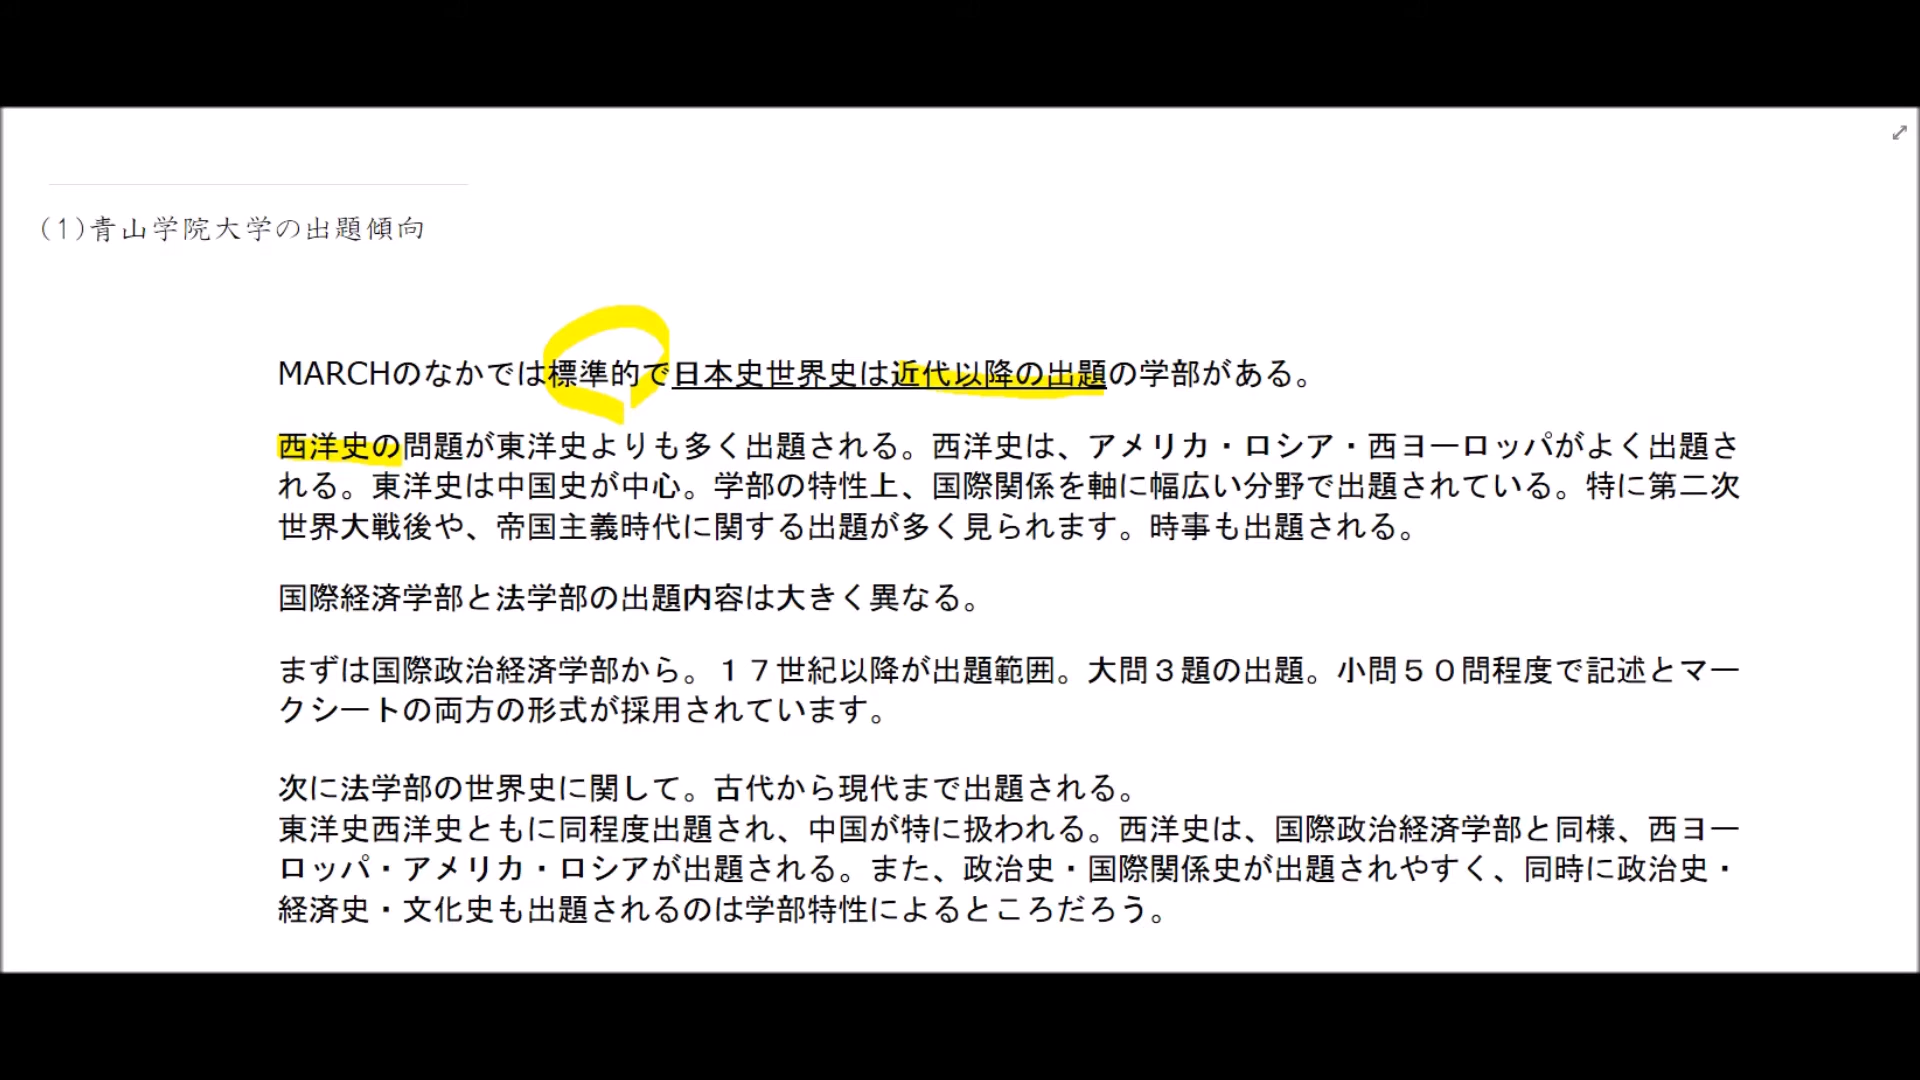 (1)青山学院大学の出題傾向
MARCHのなかでは標準的で日本史世界史は近代以降の出題の学部がある。
西洋史の問題が東洋史よりも多く出題される。西洋史は、アメリカ・ロシア・西ヨーロッパがよく出題さ
れる。東洋史は中国史が中心。学部の特性上、国際関係を軸に幅広い分野で出題されている。特に第二次
世界大戦後や、帝国主義時代に関する出題が多く見られます。時事も出題される。
国際経済学部と法学部の出題内容は大きく異なる。
まずは国際政治経済学部から。１７世紀以降が出題範囲。大問３題の出題。小問５０問程度で記述とマー
クシートの両方の形式が採用されています。
次に法学部の世界史に関して。古代から現代まで出題される。
東洋史西洋史ともに同程度出題され、中国が特に扱われる。西洋史は、国際政治経済学部と同様、西ヨー
ロッパ・アメリカ・ロシアが出題される。また、政治史・国際関係史が出題されやすく、同時に政治史・
経済史・文化史も出題されるのは学部特性によるところだろう。